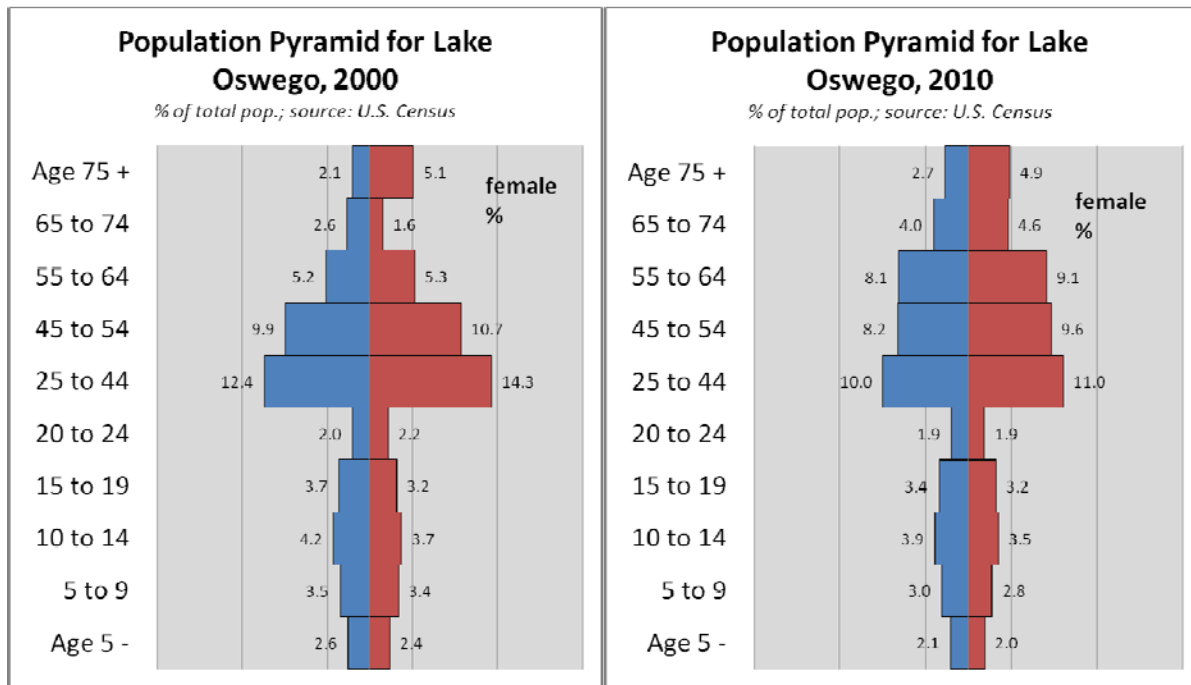 Population Pyramid for Lake
Oswego, 2000
% of total pop.; source: U.S. Census
Age 75 + 2.1 5.1
female
%
65 to 74 2.6 1.6
55 to 64 5.2 5.3
45 to 54 9.9 10.7
25 to 44 12.4 14.3
20 to 24 2.0 2.2
15 to 19 3.7 3.2
10 to 14 4.2 3.7
5 to 9 3.5 3.4
Age 5 - 2.6 2.4
Population Pyramid for Lake
Oswego, 2010
% of total pop.; source: U.S. Census
Age 75 + 2.7 4.9
female
%
65 to 74 4.0 4.6
55 to 64 8.1 9.1
45 to 54 8.2 9.6
25 to 44 10.0 11.0
20 to 24 1.9 1.9
15 to 19 3.4 3.2
10 to 14 3.9 3.5
5 to 9 3.0 2.8
Age 5 - 2.1 2.0